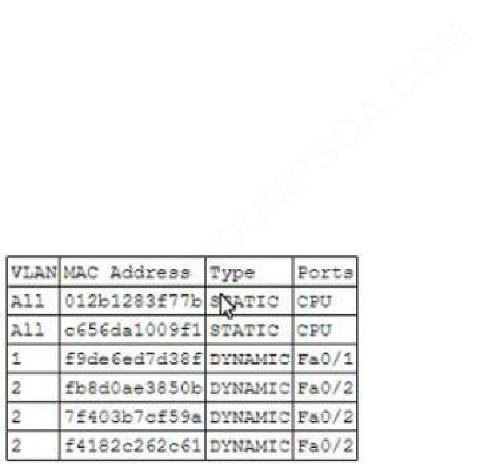 DUMPSQA.COM
VLAN MAC Address Type Ports
All 012b1283f77b STATIC CPU
All c656da1009f1 STATIC CPU
1 f9de6ed7d38f DYNAMIC Fa0/1
2 fb8d0ae3850b DYNAMIC Fa0/2
2 7f403b7cf59a DYNAMIC Fa0/2
2 f4182c262c61 DYNAMIC Fa0/2